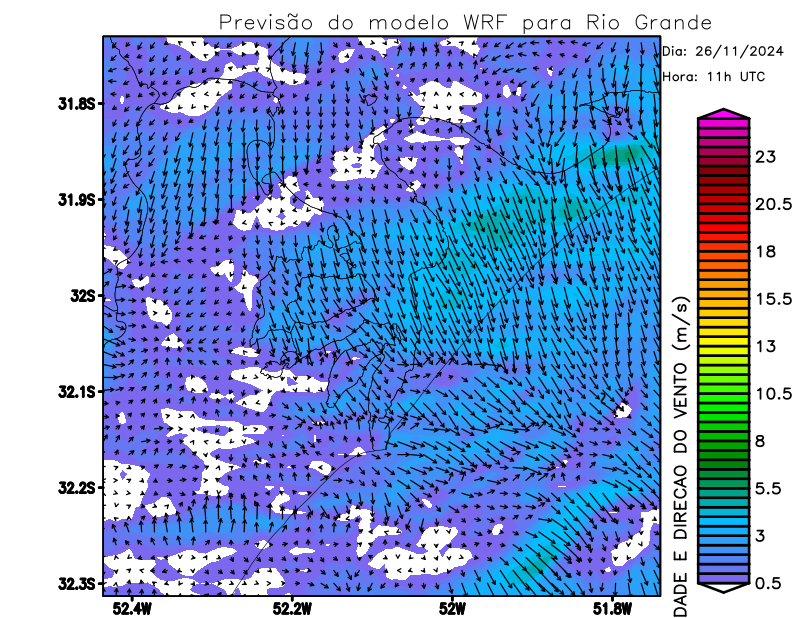 Previsão do modelo WRF para Rio Grande
Dia: 26/11/2024
Hora: 11h UTC
31.8S
31.9S
32S
32.1S
32.2S
32.3S
52.4W
52.2W
52W
51.8W
DADE E DIRECAO DO VENTO (m/s)
23
20.5
18
15.5
13
10.5
8
5.5
3
0.5